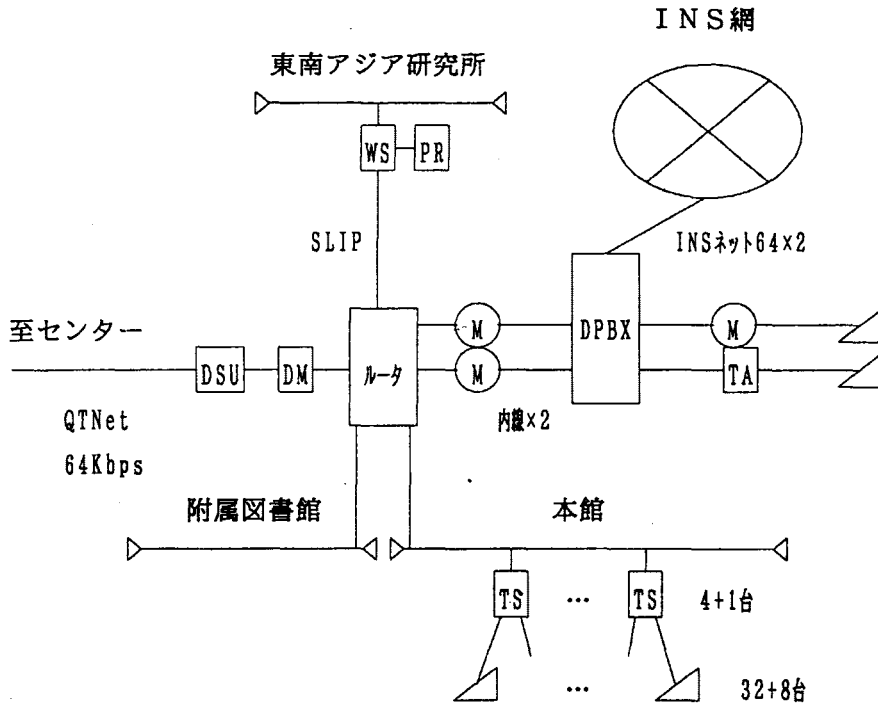 INS網
東南アジア研究所
WS
PR
SLIP
INSネット64×2
至センター
M
DPBX
M
DSU
DM
ルータ
M
TA
QTNet
64Kbps
内線×2
附属図書館
本館
TS
…
TS
4+1台
…
32+8台